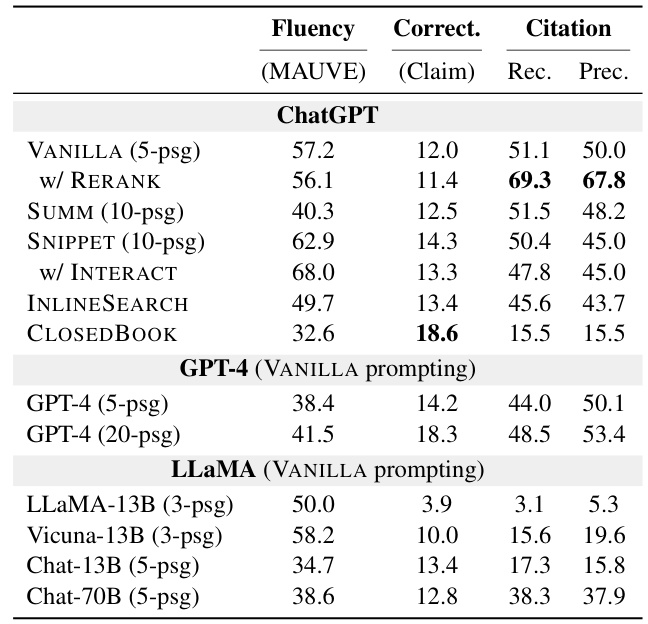 Fluency Correct. Citation
(MAUVE) (Claim) Rec. Prec.
ChatGPT
VANILLA (5-psg) 57.2 12.0 51.1 50.0
w/ RERANK 56.1 11.4 69.3 67.8
SUMM (10-psg) 40.3 12.5 51.5 48.2
SNIPPET (10-psg) 62.9 14.3 50.4 45.0
w/ INTERACT 68.0 13.3 47.8 45.0
INLINESEARCH 49.7 13.4 45.6 43.7
CLOSEDBOOK 32.6 18.6 15.5 15.5
GPT-4 (VANILLA prompting)
GPT-4 (5-psg) 38.4 14.2 44.0 50.1
GPT-4 (20-psg) 41.5 18.3 48.5 53.4
LLaMA (VANILLA prompting)
LLaMA-13B (3-psg) 50.0 3.9 3.1 5.3
Vicuna-13B (3-psg) 58.2 10.0 15.6 19.6
Chat-13B (5-psg) 34.7 13.4 17.3 15.8
Chat-70B (5-psg) 38.6 12.8 38.3 37.9